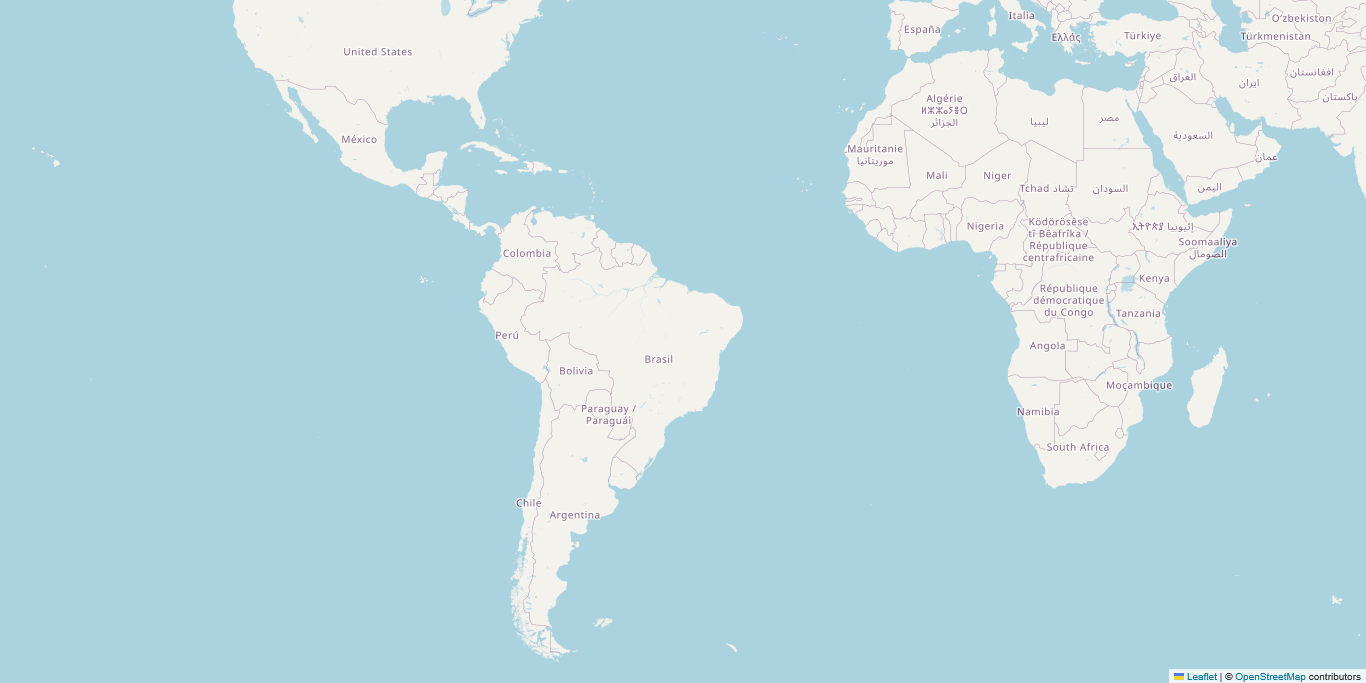 Italia
O'zbekiston
España
Ελλάς
Türkiye
Türkmenistan
United States
العراق
ایران
افغانستان
پاکستان
Algérie
ⵍⵣⵣⴰⵢⴻⵔ
الجزائر
ليبيا
مصر
السعودية
México
Mauritanie
موريتانيا
عمان
Mali
Niger
Tchad تشاد
السودان
اليمن
Nigeria
Ködörösêse
tî Bêafrîka /
République
centrafricaine
ኢትዮጵያ إثيوبيا
Soomaaliya
الصومال
Colombia
Kenya
République
démocratique
du Congo
Tanzania
Perú
Angola
Brasil
Bolivia
Moçambique
Paraguay /
Paraguái
Namibia
South Africa
Chile
Argentina
Leaflet | © OpenStreetMap contributors